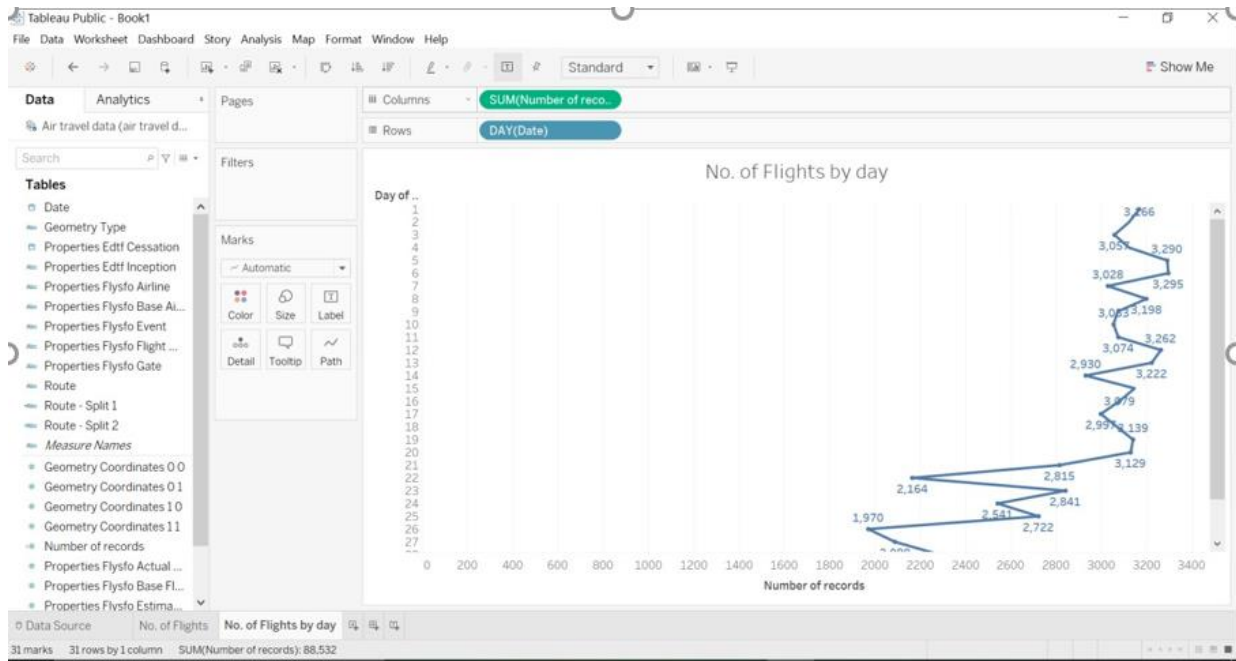 Tableau Public - Book1
File Data Worksheet Dashboard Story Analysis Map Format Window Help
Standard
Show Me
Data Analytics
Pages
Columns
SUM(Number of reco..
Air travel data (air travel d...
Rows
DAY(Date)
Search
Filters
No. of Flights by day
Tables
Day of ..
Date
Geometry Type
Properties Edtf Cessation
Properties Edtf Inception
Properties Flysfo Airline
Properties Flysfo Base Ai...
Properties Flysfo Event
Properties Flysfo Flight ...
Properties Flysfo Gate
Route
Route - Split 1
Route - Split 2
Measure Names
Geometry Coordinates 0 0
Geometry Coordinates 0 1
Geometry Coordinates 1 0
Geometry Coordinates 1 1
Number of records
Properties Flysfo Actual ...
Properties Flysfo Base Fl...
Properties Flysfo Estima...
Marks
Automatic
Color Size Label
Detail Tooltip Path
1
2
3
4
5
6
7
8
9
10
11
12
13
14
15
16
17
18
19
20
21
22
23
24
25
26
27
3,166
3,057
3,290
3,028
3,295
3,198
3,053
3,262
3,074
2,930
3,222
3,079
2,997
3,139
3,129
2,815
2,164
2,841
2,541
2,722
1,970
0 200 400 600 800 1000 1200 1400 1600 1800 2000 2200 2400 2600 2800 3000 3200 3400
Number of records
Data Source No. of Flights No. of Flights by day
31 marks 31 rows by 1 column SUM(Number of records): 88,532